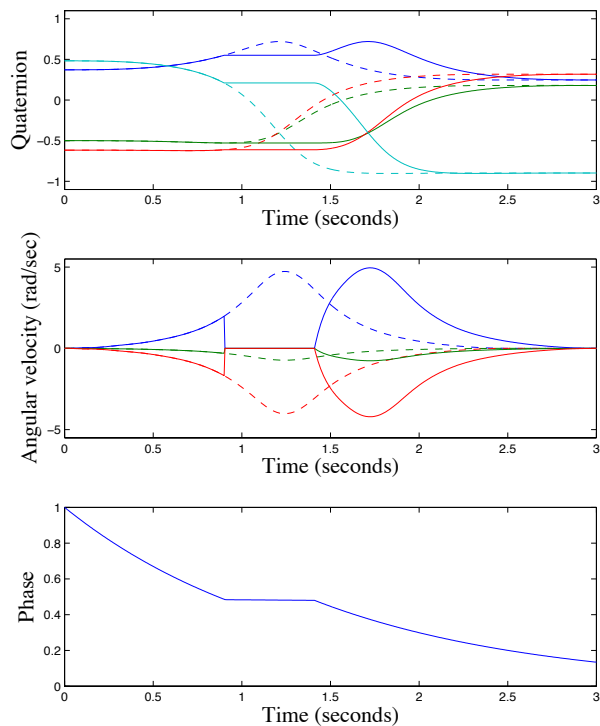 1
0.5
0
−0.5
−1
Quaternion
0 0.5 1 1.5 2 2.5 3
Time (seconds)
5
0
−5
Angular velocity (rad/sec)
0 0.5 1 1.5 2 2.5 3
Time (seconds)
1
0.8
0.6
0.4
0.2
0
Phase
0 0.5 1 1.5 2 2.5 3
Time (seconds)